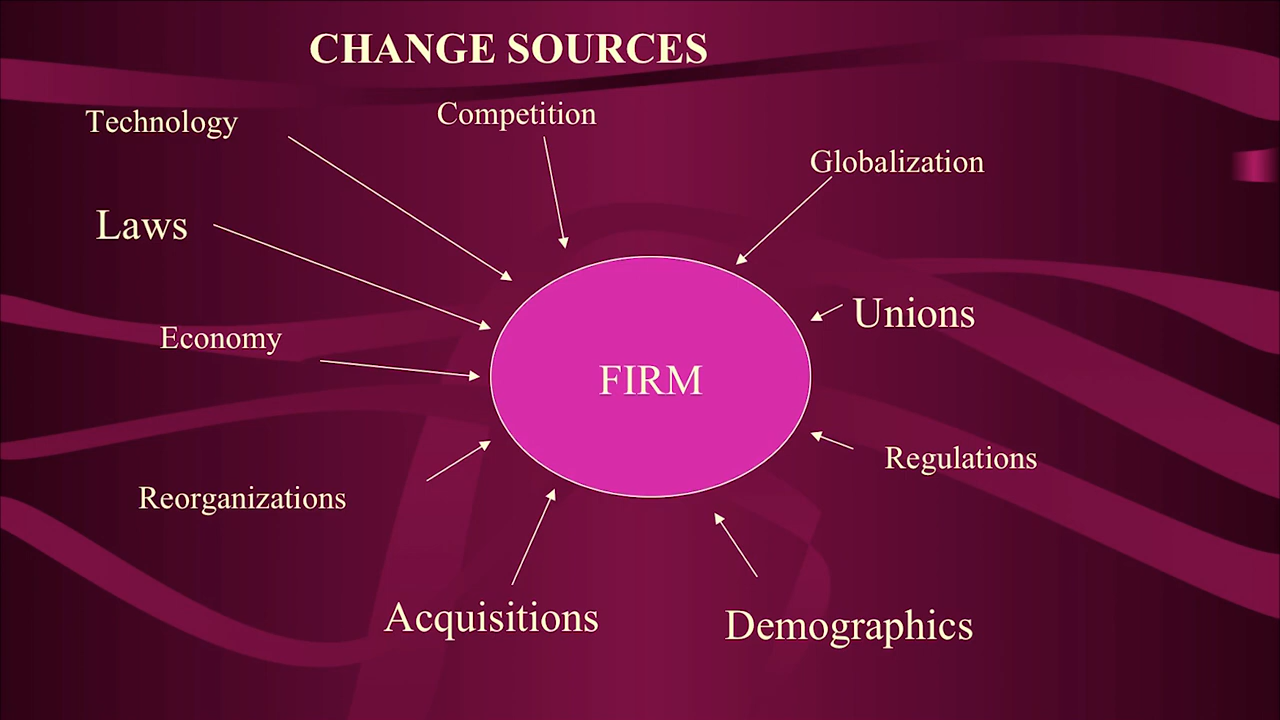 CHANGE SOURCES
Technology
Competition
Globalization
Laws
Unions
Economy
FIRM
Regulations
Reorganizations
Acquisitions
Demographics